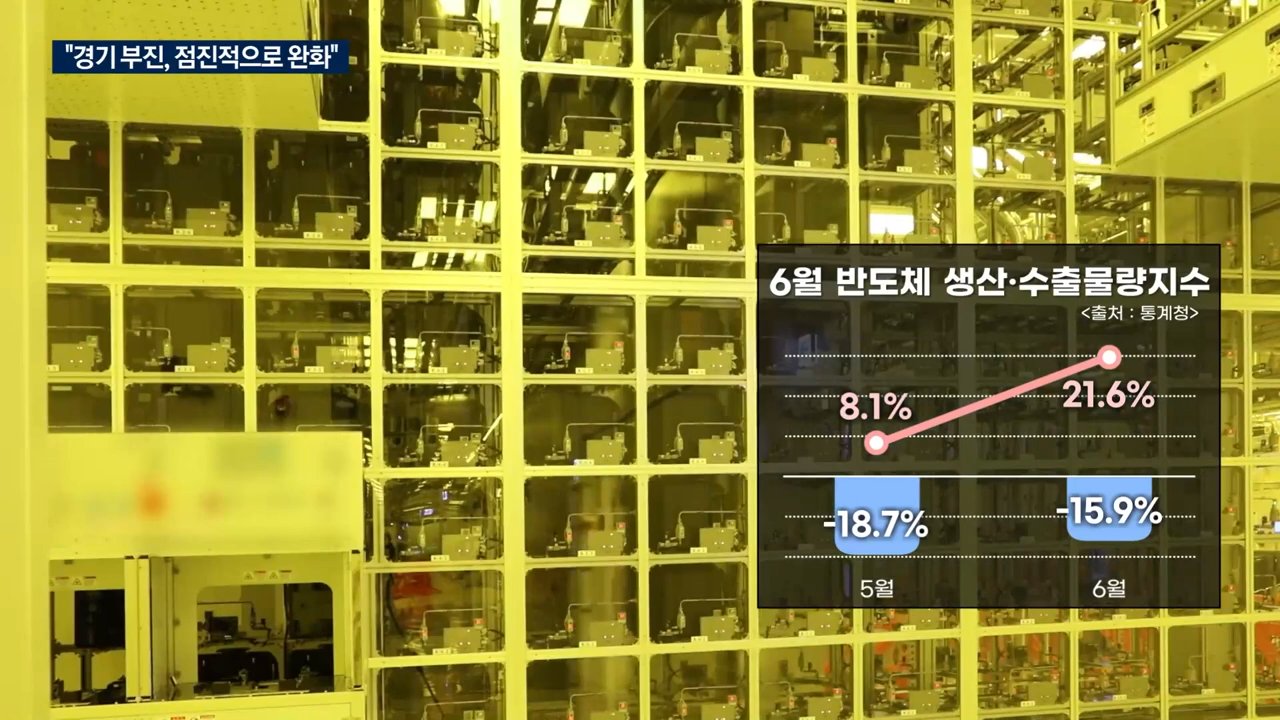 "경기 부진, 점진적으로 완화"
6월 반도체 생산·수출물량지수
<출처 : 통계청>
8.1%
21.6%
-18.7%
-15.9%
5월
6월